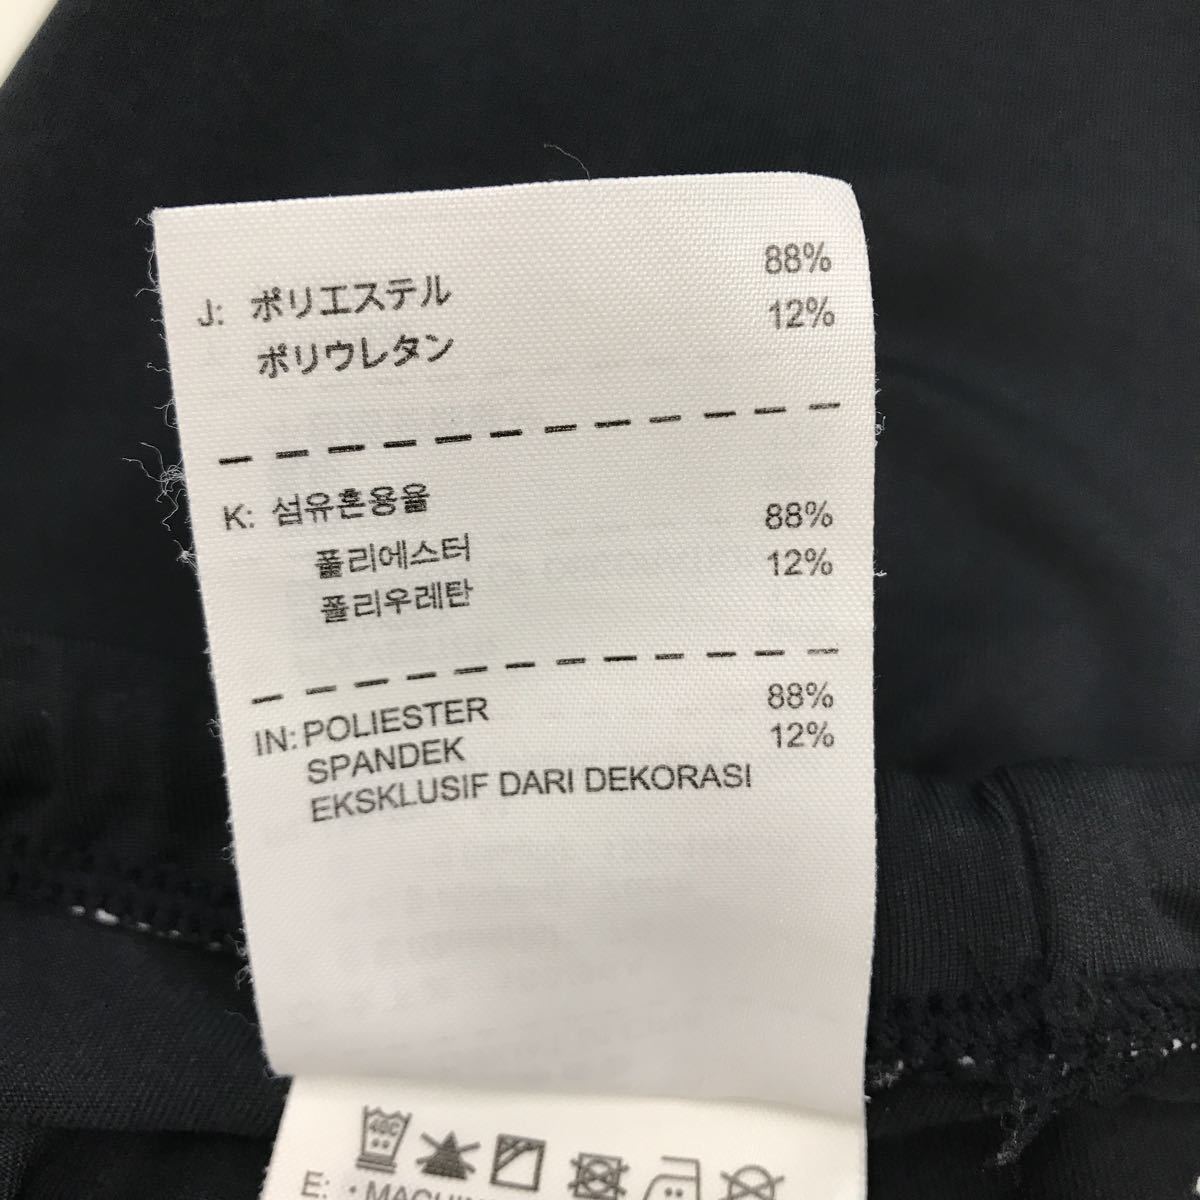 J: ポリエステル 88%
ポリウレタン 12%
K: 섬유혼용율
폴리에스터 88%
폴리우레탄 12%
IN: POLIESTER 88%
SPANDEK 12%
EKSKLUSIF DARI DEKORASI
40C
E: ·